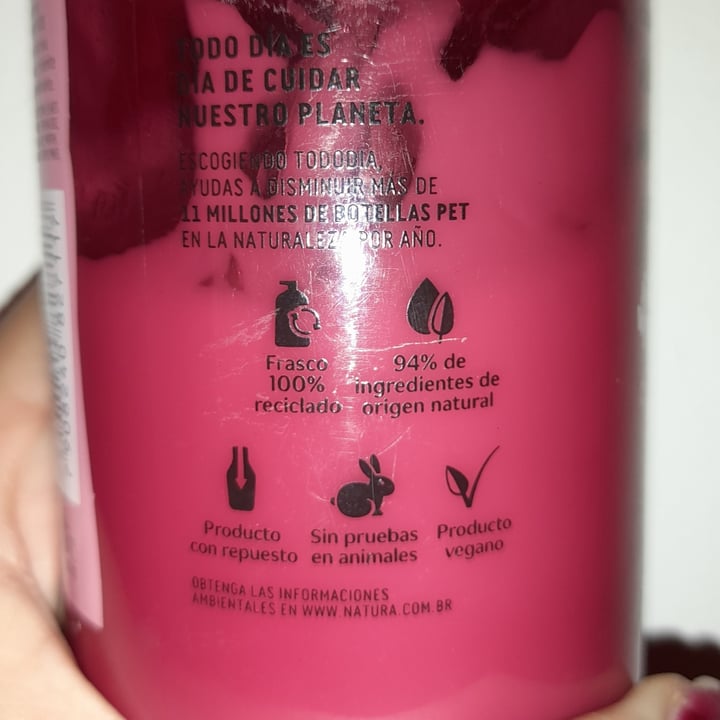 TODO DÍA ES
DÍA DE CUIDAR
NUESTRO PLANETA.
ESCOGIENDO TODODÍA,
AYUDAS A DISMINUIR MÁS DE
11 MILLONES DE BOTELLAS PET
EN LA NATURALEZA POR AÑO.
Frasco
100%
reciclado
94% de
ingredientes de
origen natural
Producto
con repuesto
Sin pruebas
en animales
Producto
vegano
OBTENGA LAS INFORMACIONES
AMBIENTALES EN WWW.NATURA.COM.BR